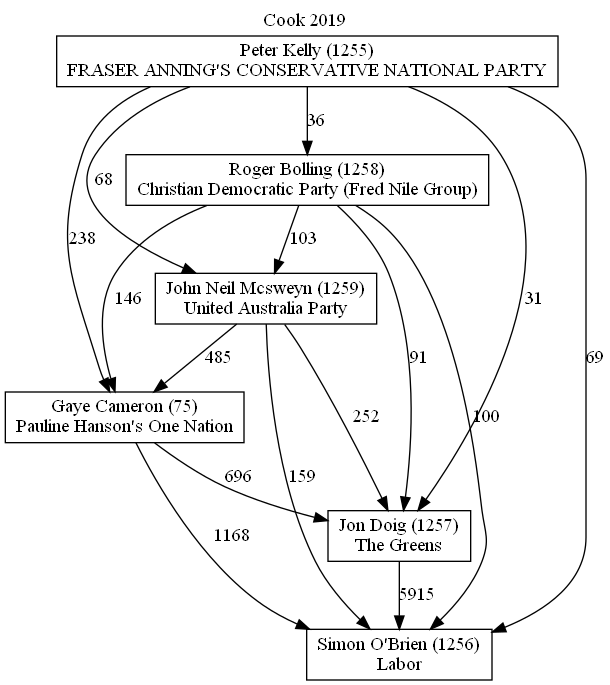 Cook 2019
Peter Kelly (1255)
FRASER ANNING'S CONSERVATIVE NATIONAL PARTY
36
Roger Bolling (1258)
Christian Democratic Party (Fred Nile Group)
68
238
103
146
31
John Neil Mcsweyn (1259)
United Australia Party
485
91
69
Gaye Cameron (75)
Pauline Hanson's One Nation
252
100
696
159
1168
Jon Doig (1257)
The Greens
5915
Simon O'Brien (1256)
Labor